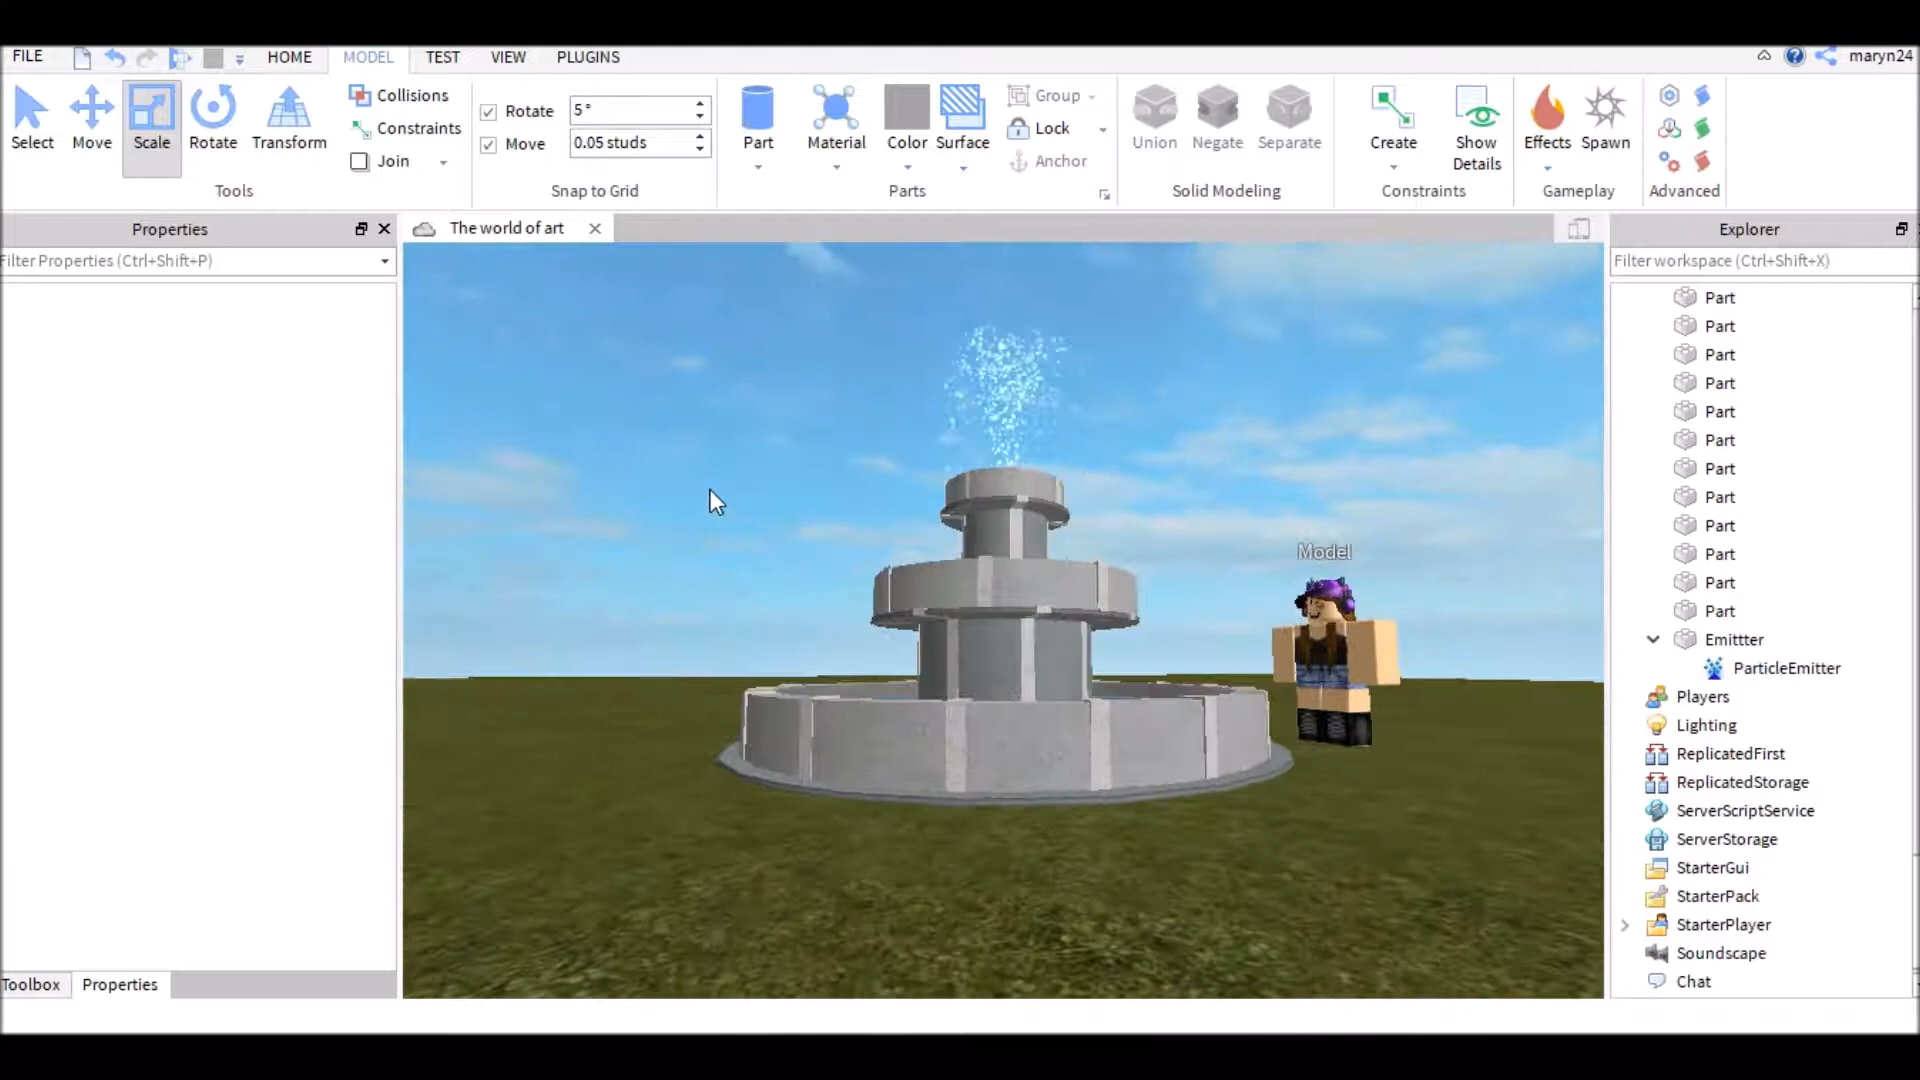 FILE HOME MODEL TEST VIEW PLUGINS maryn24
Select Move Scale Rotate Transform
Collisions
Constraints
Join
Tools
Rotate 5°
Move 0.05 studs
Snap to Grid
Part Material Color Surface
Group
Lock
Anchor
Parts
Union Negate Separate
Solid Modeling
Create Show Details
Constraints
Effects Spawn
Gameplay
Advanced
Properties
Filter Properties (Ctrl+Shift+P)
The world of art
Model
Toolbox Properties
Explorer
Filter workspace (Ctrl+Shift+X)
Part
Part
Part
Part
Part
Part
Part
Part
Part
Part
Part
Part
Emittter
ParticleEmitter
Players
Lighting
ReplicatedFirst
ReplicatedStorage
ServerScriptService
ServerStorage
StarterGui
StarterPack
StarterPlayer
Soundscape
Chat